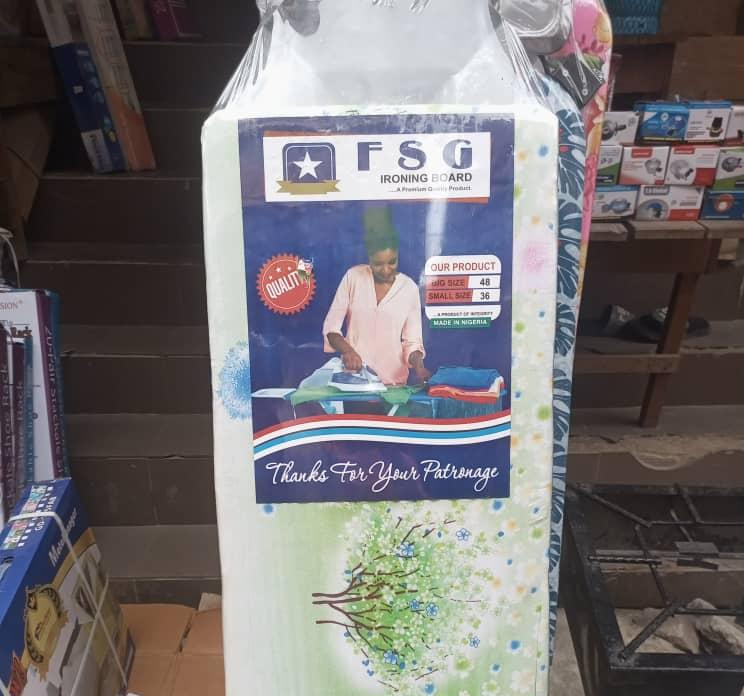 FSG
IRONING BOARD
....A Premium Quality Product.
QUALIT
OUR PRODUCT
BIG SIZE 48
SMALL SIZE 36
...A PRODUCT OF INTEGRITY
MADE IN NIGERIA
Thanks For Your Patronage